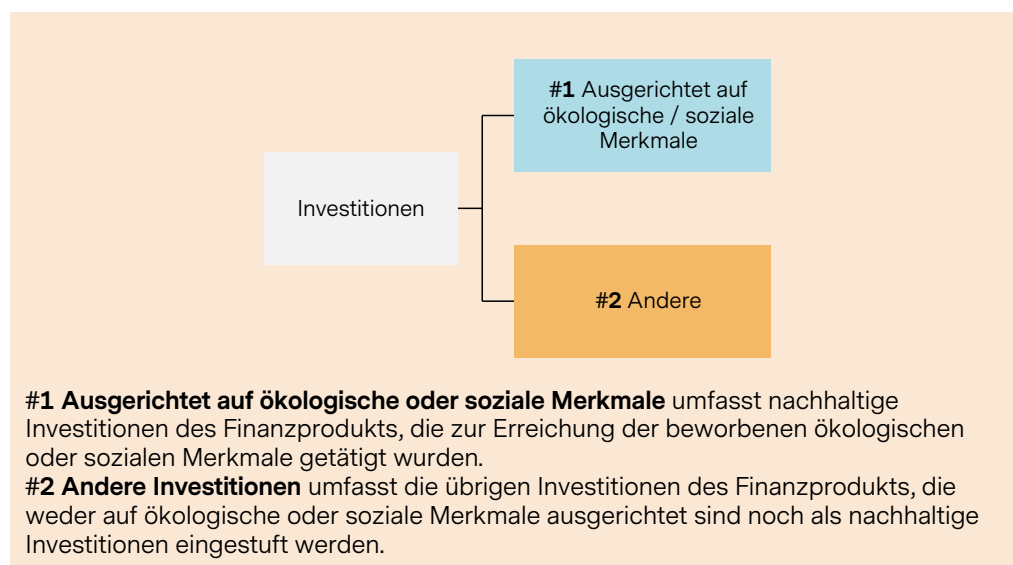 #1 Ausgerichtet auf
ökologische / soziale
Merkmale
Investitionen
#2 Andere
#1 Ausgerichtet auf ökologische oder soziale Merkmale umfasst nachhaltige
Investitionen des Finanzprodukts, die zur Erreichung der beworbenen ökologischen
oder sozialen Merkmale getätigt wurden.
#2 Andere Investitionen umfasst die übrigen Investitionen des Finanzprodukts, die
weder auf ökologische oder soziale Merkmale ausgerichtet sind noch als nachhaltige
Investitionen eingestuft werden.